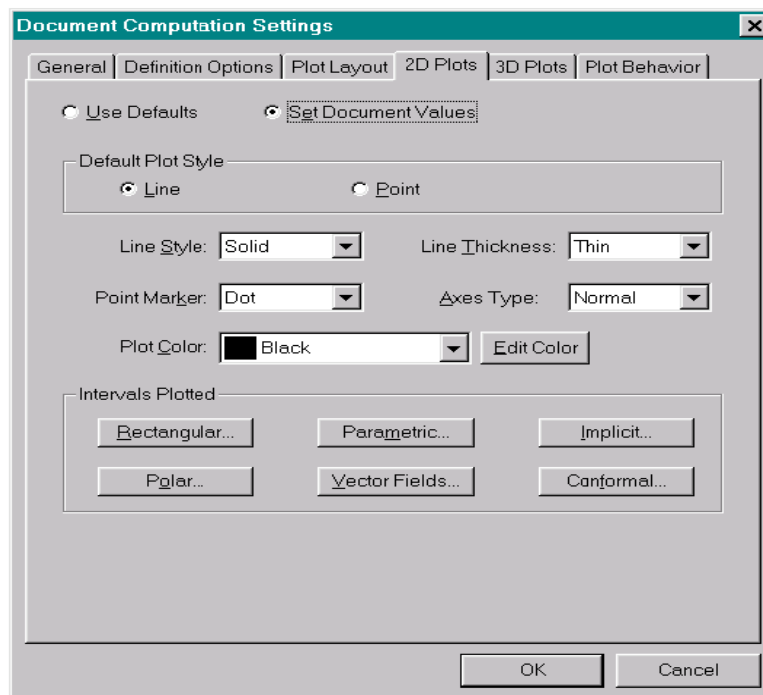 Document Computation Settings
General Definition Options Plot Layout 2D Plots 3D Plots Plot Behavior
Use Defaults Set Document Values
Default Plot Style
Line Point
Line Style: Solid Line Thickness: Thin
Point Marker: Dot Axes Type: Normal
Plot Color: Black Edit Color
Intervals Plotted
Rectangular... Parametric... Implicit...
Polar... Vector Fields... Conformal...
OK Cancel